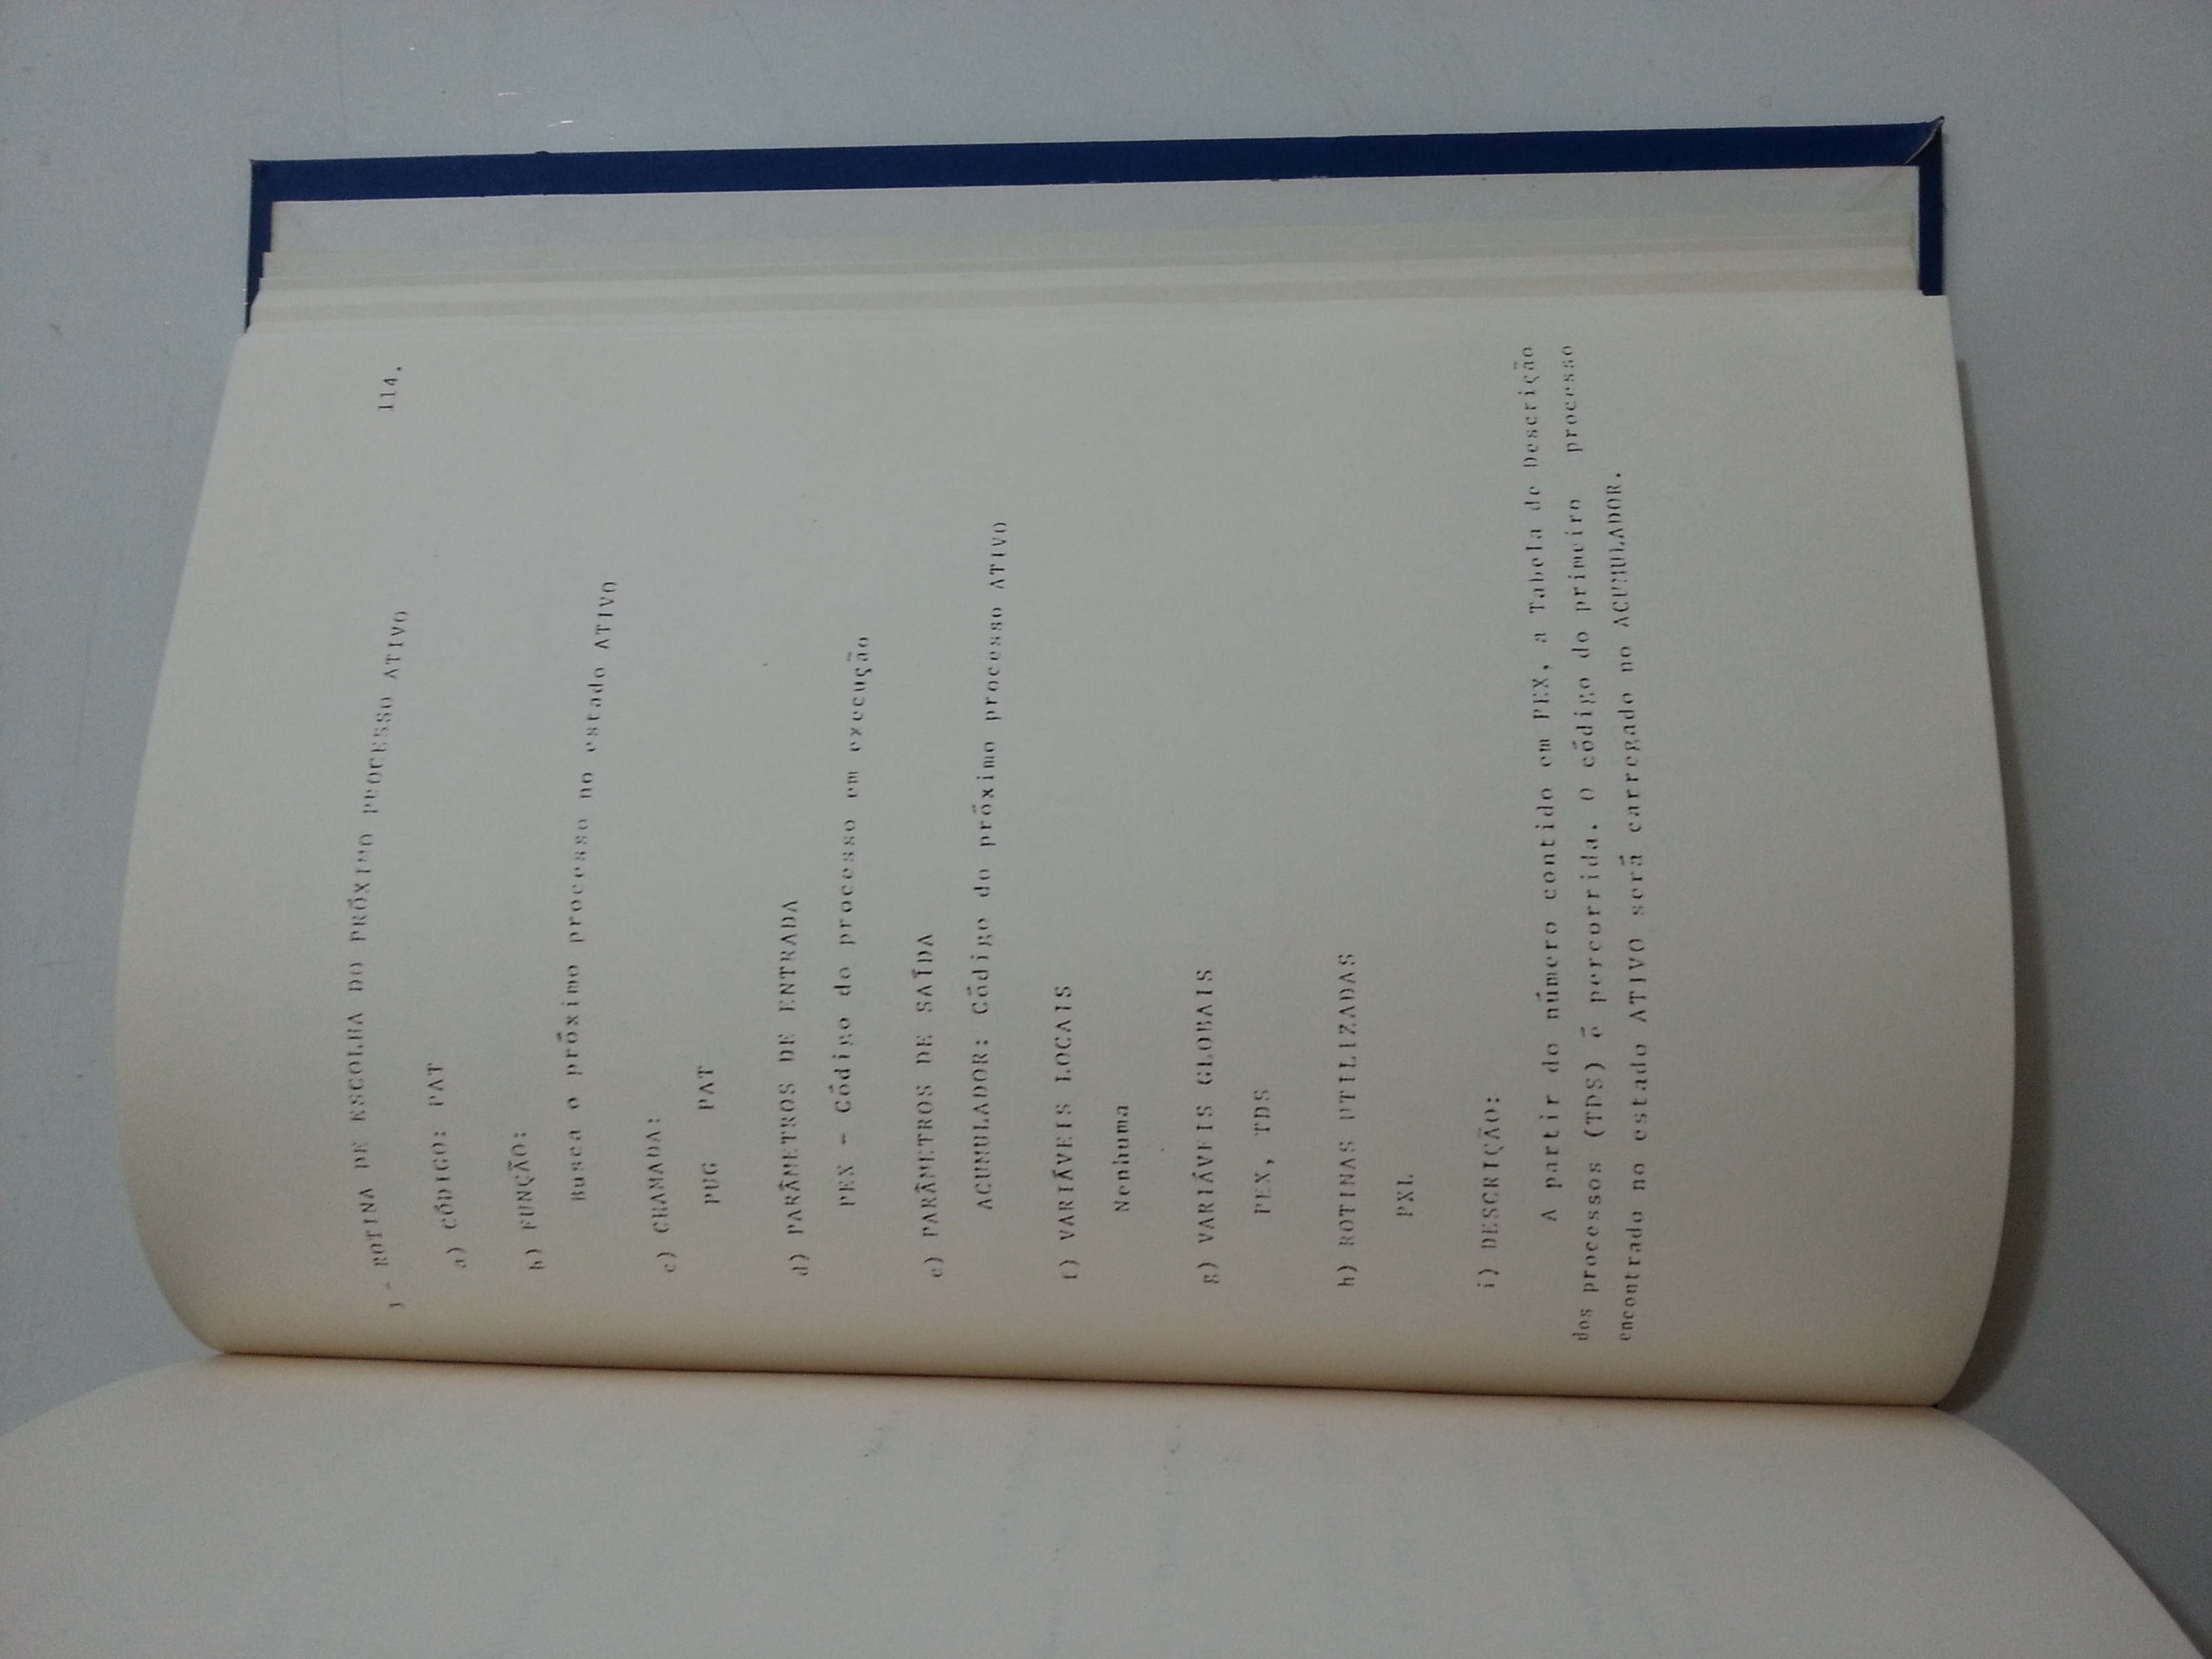 114.
3 - ROTINA DE ESCOLHA DO PRÓXIMO PROCESSO ATIVO
a) CÓDIGO: PAT
b) FUNÇÃO:
Busca o próximo processo no estado ATIVO
c) CHAMADA:
PUG PAT
d) PARÂMETROS DE ENTRADA
PEX - Código do processo em execução
e) PARÂMETROS DE SAÍDA
ACUMULADOR: Código do próximo processo ATIVO
f) VARIÁVEIS LOCAIS
Nenhuma
g) VARIÁVEIS GLOBAIS
PEX, TDS
h) ROTINAS UTILIZADAS
PXL
i) DESCRIÇÃO:
A partir do número contido em PEX, a Tabela de Descrição
dos processos (TDS) é percorrida. O código do primeiro processo
encontrado no estado ATIVO será carregado no ACUMULADOR.